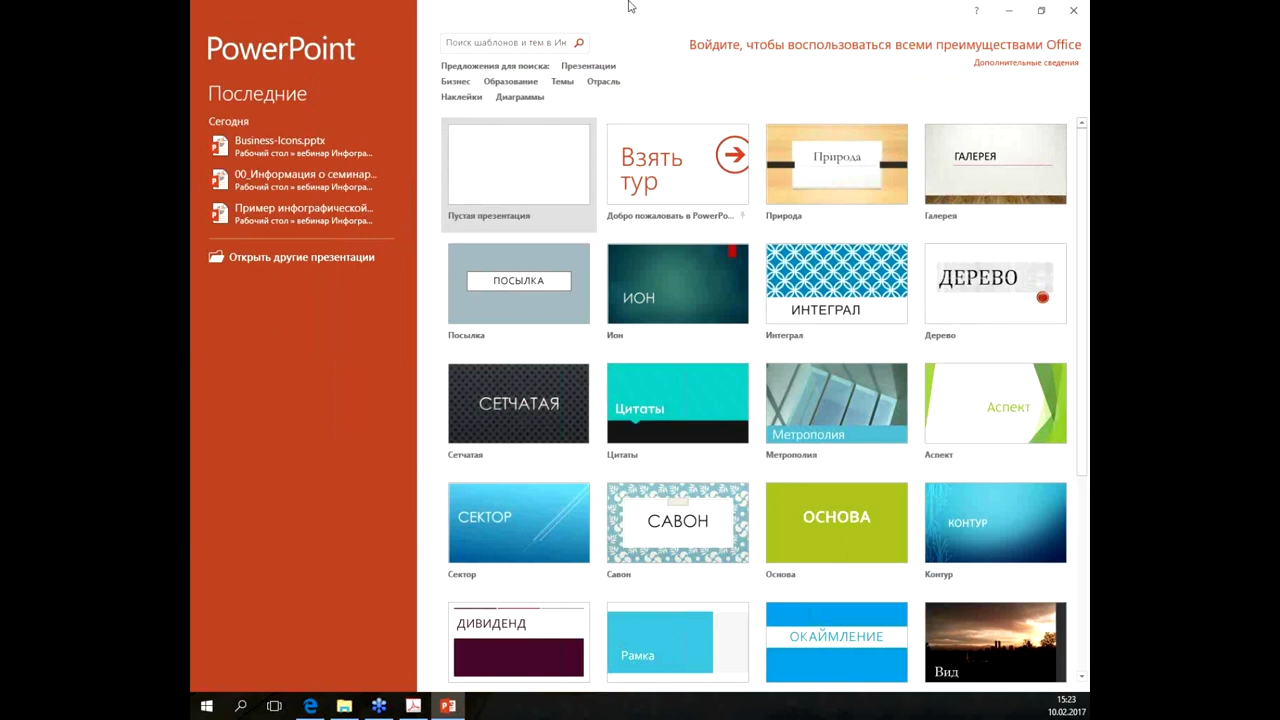 PowerPoint
Последние
Сегодня
Business-Icons.pptx
Рабочий стол » вебинар Инфогра...
00_Информация о семинар...
Рабочий стол » вебинар Инфогра...
Пример инфографической...
Рабочий стол » вебинар Инфогра...
Открыть другие презентации
?
Поиск шаблонов и тем в Ин
Войдите, чтобы воспользоваться всеми преимуществами Office
Дополнительные сведения
Предложения для поиска: Презентации
Бизнес Образование Темы Отрасль
Наклейки Диаграммы
Взять
тур
Природа
ГАЛЕРЕЯ
Пустая презентация
Добро пожаловать в PowerPo...
Природа
Галерея
ПОСЫЛКА
ИОН
ИНТЕГРАЛ
ДЕРЕВО
Посылка
Ион
Интеграл
Дерево
СЕТЧАТАЯ
Цитаты
Метрополия
Аспект
Сетчатая
Цитаты
Метрополия
Аспект
СЕКТОР
САВОН
ОСНОВА
КОНТУР
Сектор
Савон
Основа
Контур
ДИВИДЕНД
Рамка
ОКАЙМЛЕНИЕ
Вид
15:23
10.02.2017